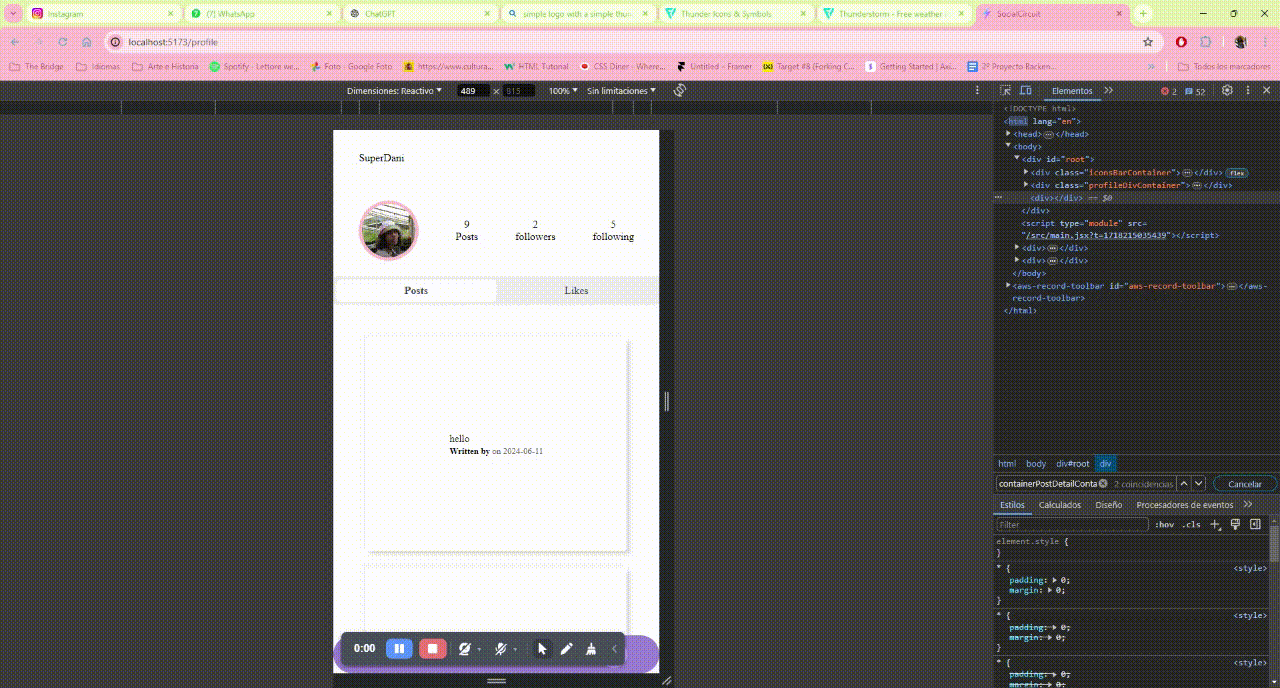 Instagram
(7) WhatsApp
ChatGPT
simple logo with a simple thun
Thunder Icons & Symbols
Thunderstorm - Free weather
SocialCircuit
localhost:5173/profile
The Bridge
Idiomas
Arte e Historia
Spotify - Lettore we...
Foto - Google Foto
https://www.cultura...
HTML Tutorial
CSS Diner - Where...
Untitled – Framer
Target #8 (Forking C...
Getting Started | Axi...
2º Proyecto Backen...
Todos los marcadores
Dimensiones: Reactivo
489 × 815
100%
Sin limitaciones
Elementos
2
52
<!DOCTYPE html>
<html lang="en">
<head> </head>
<body>
<div id="root">
<div class="iconsBarContainer"> </div> flex
<div class="profileDivContainer"> </div>
<div></div> == $0
</div>
<script type="module" src=
"/src/main.jsx?t=1718215035439"></script>
<div> </div>
<div> </div>
</body>
<aws-record-toolbar id="aws-record-toolbar"> </aws-
record-toolbar>
</html>
SuperDani
9
Posts
2
followers
5
following
Posts
Likes
hello
Written by on 2024-06-11
0:00
html body div#root div
containerPostDetailConta
2 coincidencias
Cancelar
Estilos
Calculados
Diseño
Procesadores de eventos
Filter
:hov .cls
element.style {
}
* {
<style>
padding: 0;
margin: 0;
}
* {
<style>
padding: 0;
margin: 0;
}
* {
<style>
padding: 0;
margin: 0;